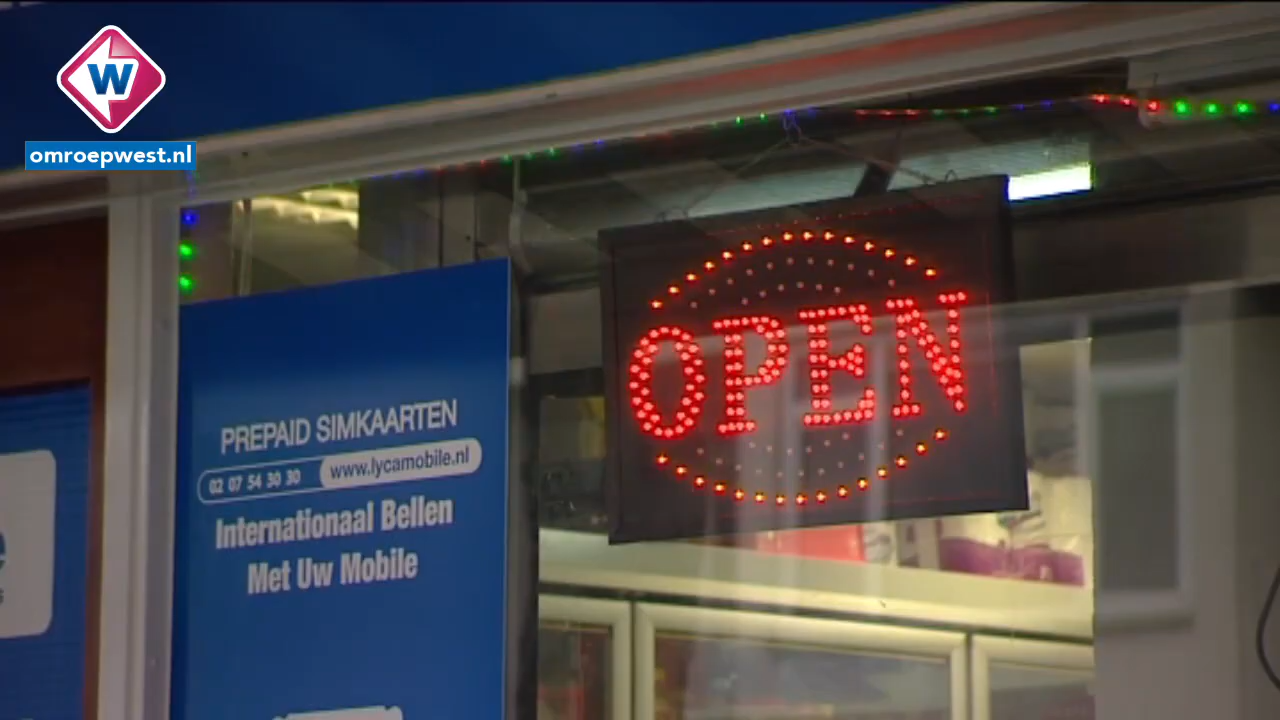 W
omroepwest.nl
OPEN
PREPAID SIMKAARTEN
02 07 54 30 30 www.lycamobile.nl
Internationaal Bellen
Met Uw Mobile